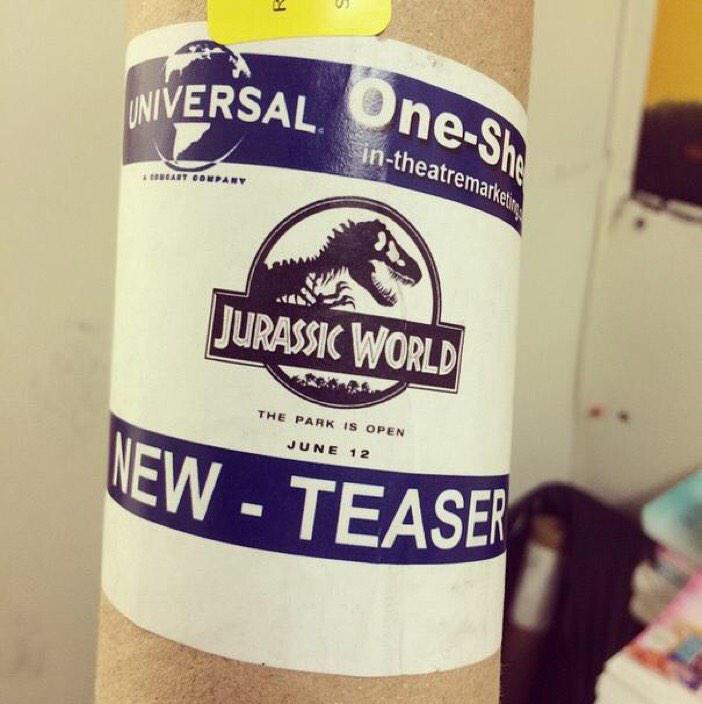 UNIVERSAL
A COMCAST COMPANY
One-She
in-theatremarketing
JURASSIC WORLD
THE PARK IS OPEN
JUNE 12
NEW - TEASER